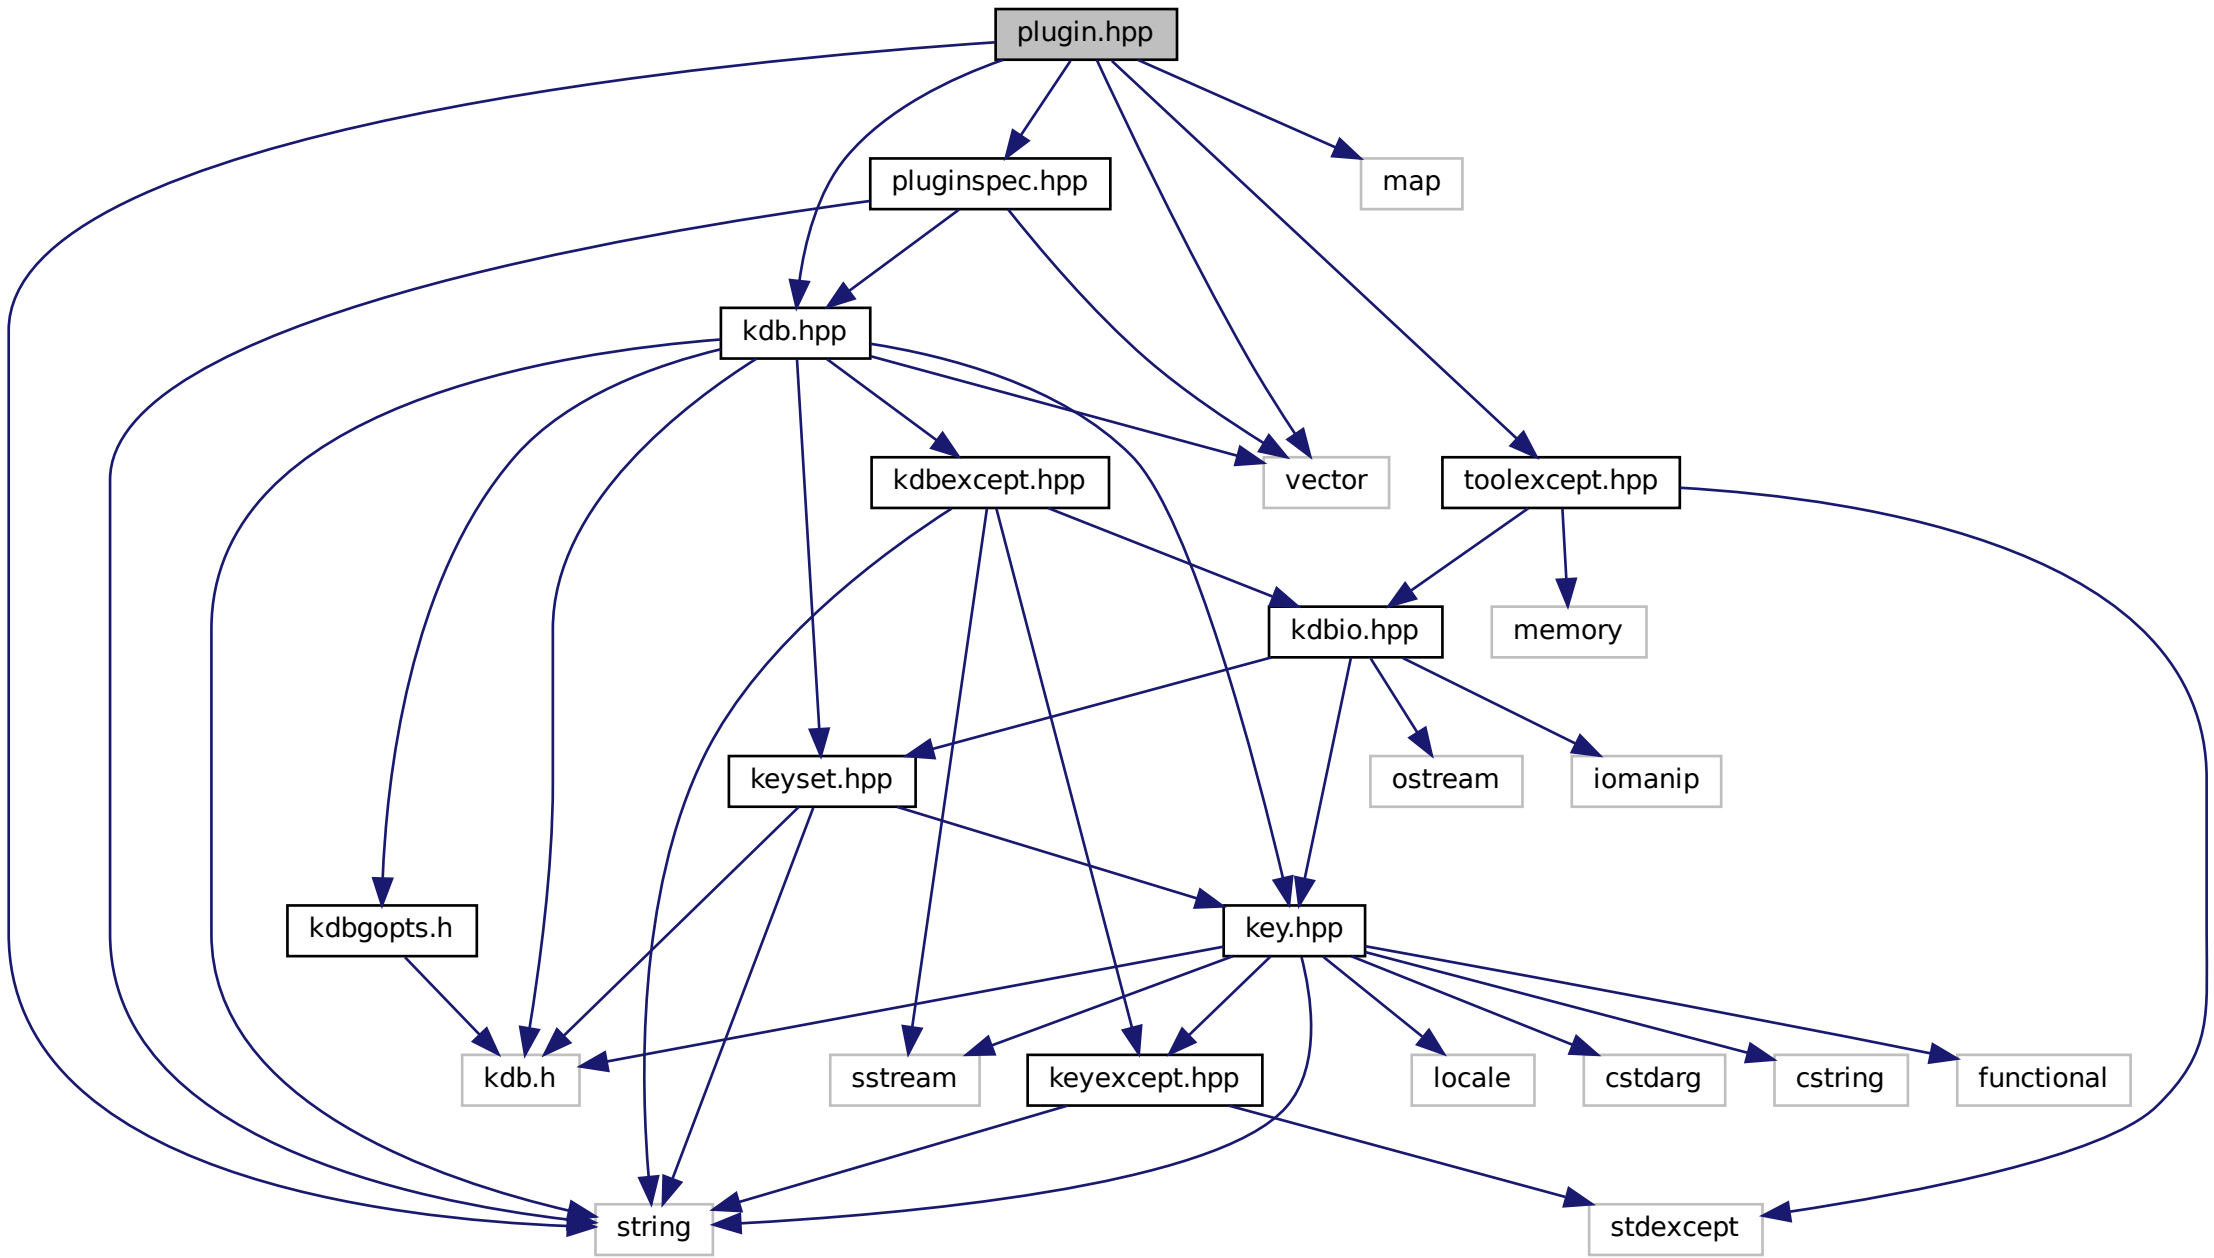 plugin.hpp
pluginspec.hpp
map
kdb.hpp
kdbexcept.hpp
vector
toolexcept.hpp
kdbio.hpp
memory
keyset.hpp
ostream
iomanip
kdbgopts.h
key.hpp
kdb.h
sstream
keyexcept.hpp
locale
cstdarg
cstring
functional
string
stdexcept